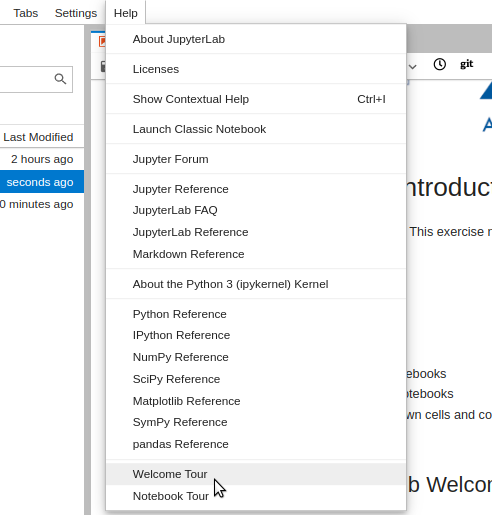 Tabs Settings Help
About JupyterLab
Licenses
git
Show Contextual Help Ctrl+I
Launch Classic Notebook
Last Modified
Jupyter Forum
2 hours ago
seconds ago
Jupyter Reference
0 minutes ago
JupyterLab FAQ
JupyterLab Reference
This exercise
Markdown Reference
About the Python 3 (ipykernel) Kernel
Python Reference
IPython Reference
NumPy Reference
SciPy Reference
ebooks
otebooks
Matplotlib Reference
wn cells and co
SymPy Reference
pandas Reference
Welcome Tour
b Welcon
Notebook Tour